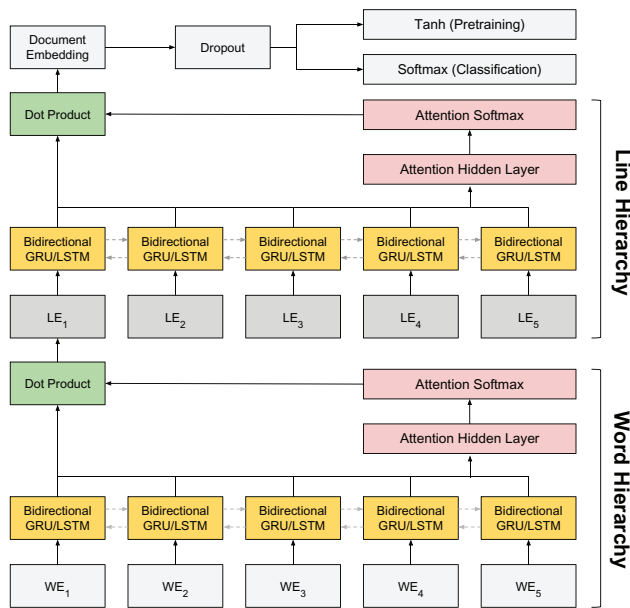 Document
Embedding
Dropout
Tanh (Pretraining)
Softmax (Classification)
Dot Product
Attention Softmax
Attention Hidden Layer
Line Hierarchy
Bidirectional
GRU/LSTM
Bidirectional
GRU/LSTM
Bidirectional
GRU/LSTM
Bidirectional
GRU/LSTM
Bidirectional
GRU/LSTM
LE1
LE2
LE3
LE4
LE5
Dot Product
Attention Softmax
Attention Hidden Layer
Word Hierarchy
Bidirectional
GRU/LSTM
Bidirectional
GRU/LSTM
Bidirectional
GRU/LSTM
Bidirectional
GRU/LSTM
Bidirectional
GRU/LSTM
WE1
WE2
WE3
WE4
WE5